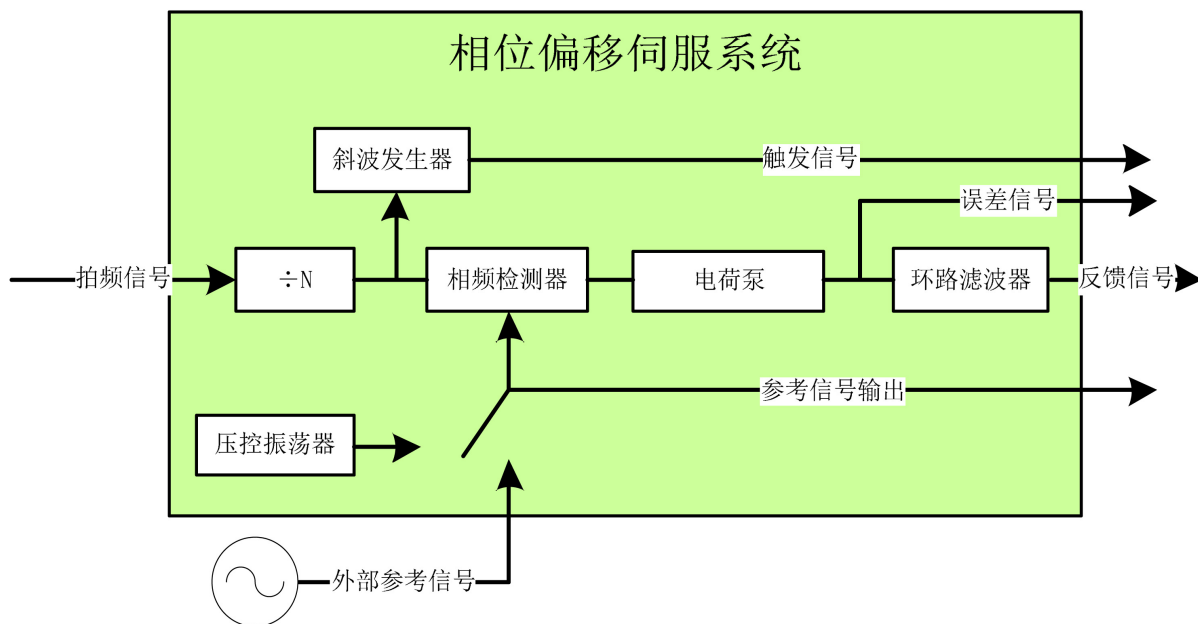 相位偏移伺服系统
斜波发生器
触发信号
误差信号
拍频信号
÷N
相频检测器
电荷泵
环路滤波器
反馈信号
参考信号输出
压控振荡器
外部参考信号